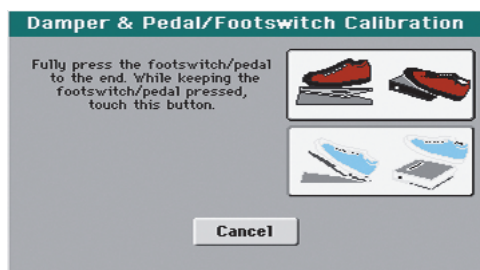 Damper & Pedal/Footswitch Calibration
Fully press the footswitch/pedal
to the end. While keeping the
footswitch/pedal pressed,
touch this button.
Cancel